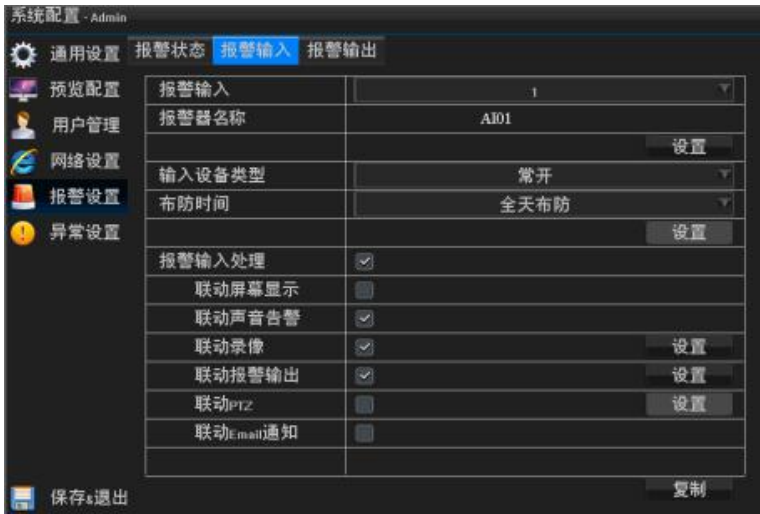 系统配置 - Admin
通用设置
预览配置
用户管理
网络设置
报警设置
异常设置
保存&退出
报警状态 报警输入 报警输出
报警输入 1
报警器名称 AI01
设置
输入设备类型 常开
布防时间 全天布防
设置
报警输入处理
联动屏幕显示
联动声音告警
联动录像 设置
联动报警输出 设置
联动PTZ 设置
联动Email通知
复制